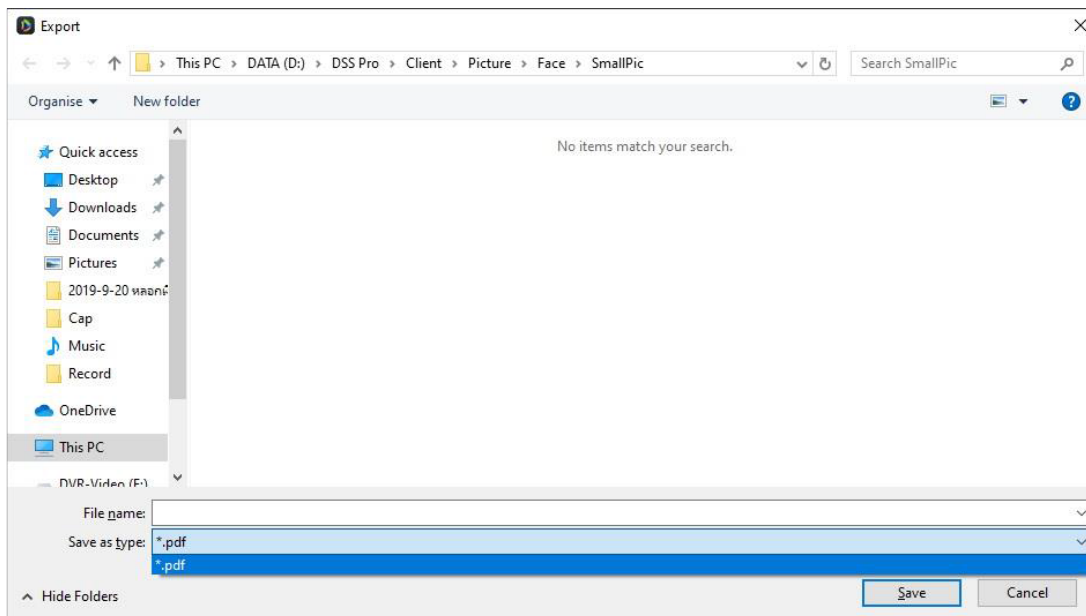 Export
This PC > DATA (D:) > DSS Pro > Client > Picture > Face > SmallPic
Search SmallPic
Organise
New folder
No items match your search.
Quick access
Desktop
Downloads
Documents
Pictures
2019-9-20
Cap
Music
Record
OneDrive
This PC
DVR-Video (F:)
File name:
Save as type: *.pdf
*.pdf
Hide Folders
Save
Cancel